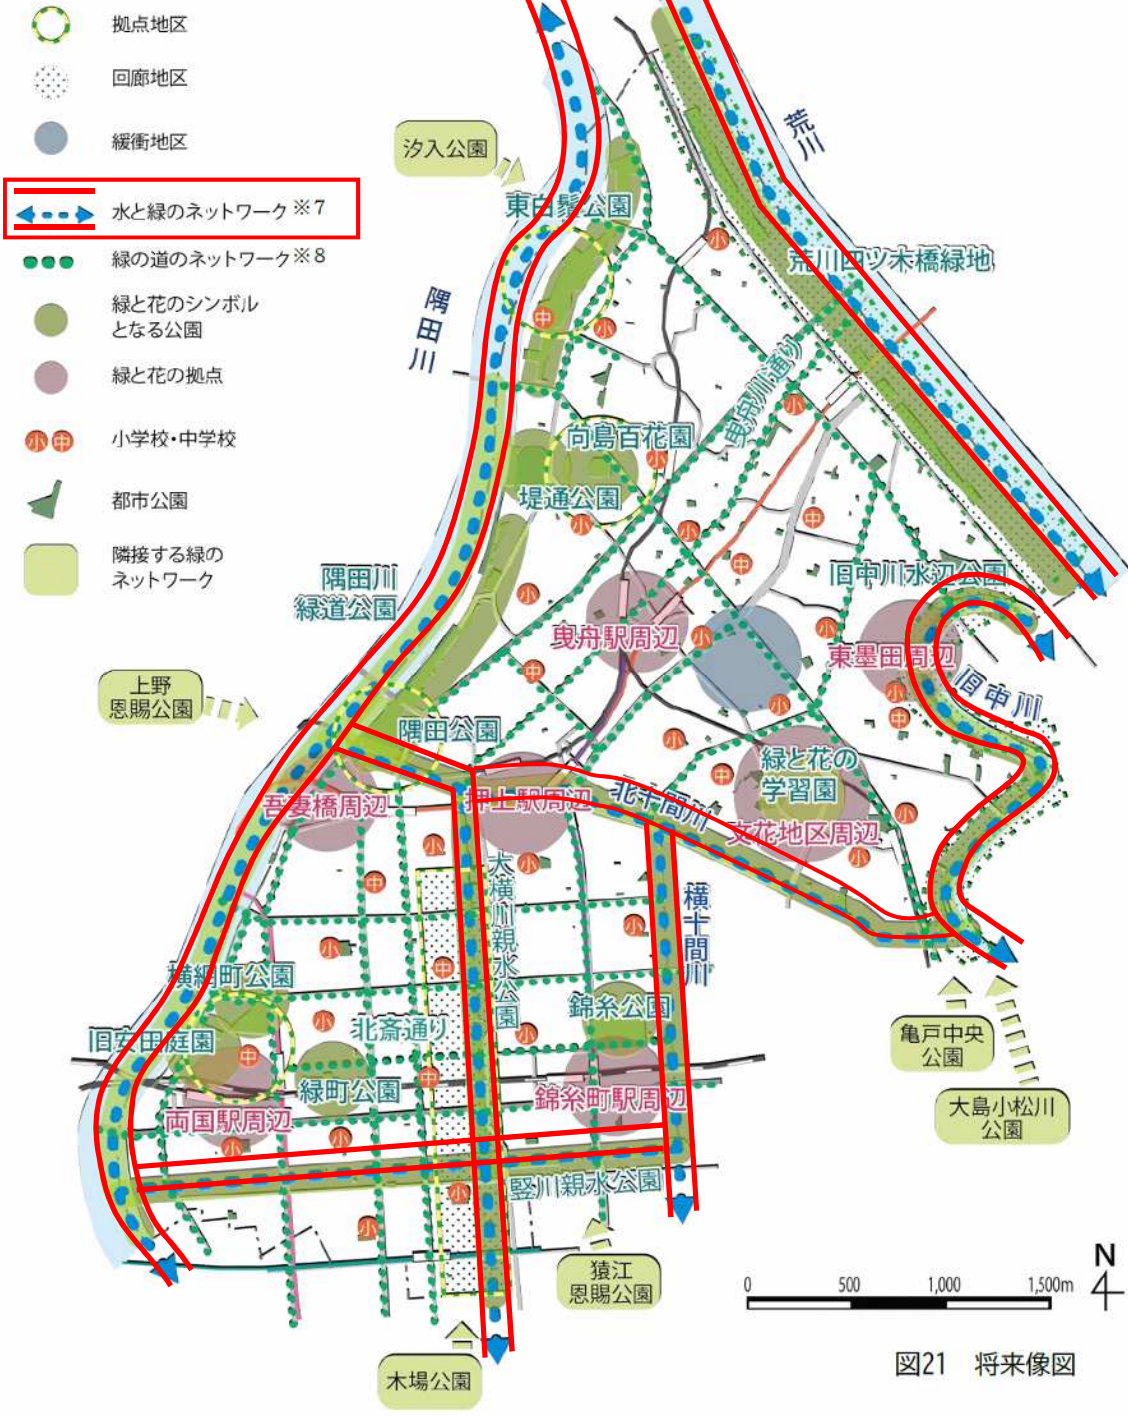 拠点地区
回廊地区
緩衝地区
水と緑のネットワーク※7
緑の道のネットワーク※8
緑と花のシンボル
となる公園
緑と花の拠点
小 中 小学校・中学校
都市公園
隣接する緑の
ネットワーク
汐入公園
東白鬚公園
荒川
荒川四ツ木橋緑地
隅田川
曳舟川通り
向島百花園
堤通公園
隅田川
緑道公園
旧中川水辺公園
曳舟駅周辺
東墨田周辺
旧中川
上野
恩賜公園
隅田公園
緑と花の
学習園
吾妻橋周辺
押上駅周辺
北十間川
文花地区周辺
大横川親水公園
横十間川
横網町公園
旧安田庭園
北斎通り
錦糸公園
緑町公園
両国駅周辺
錦糸町駅周辺
亀戸中央
公園
大島小松川
公園
竪川親水公園
猿江
恩賜公園
木場公園
N
0 500 1,000 1,500m
図21 将来像図